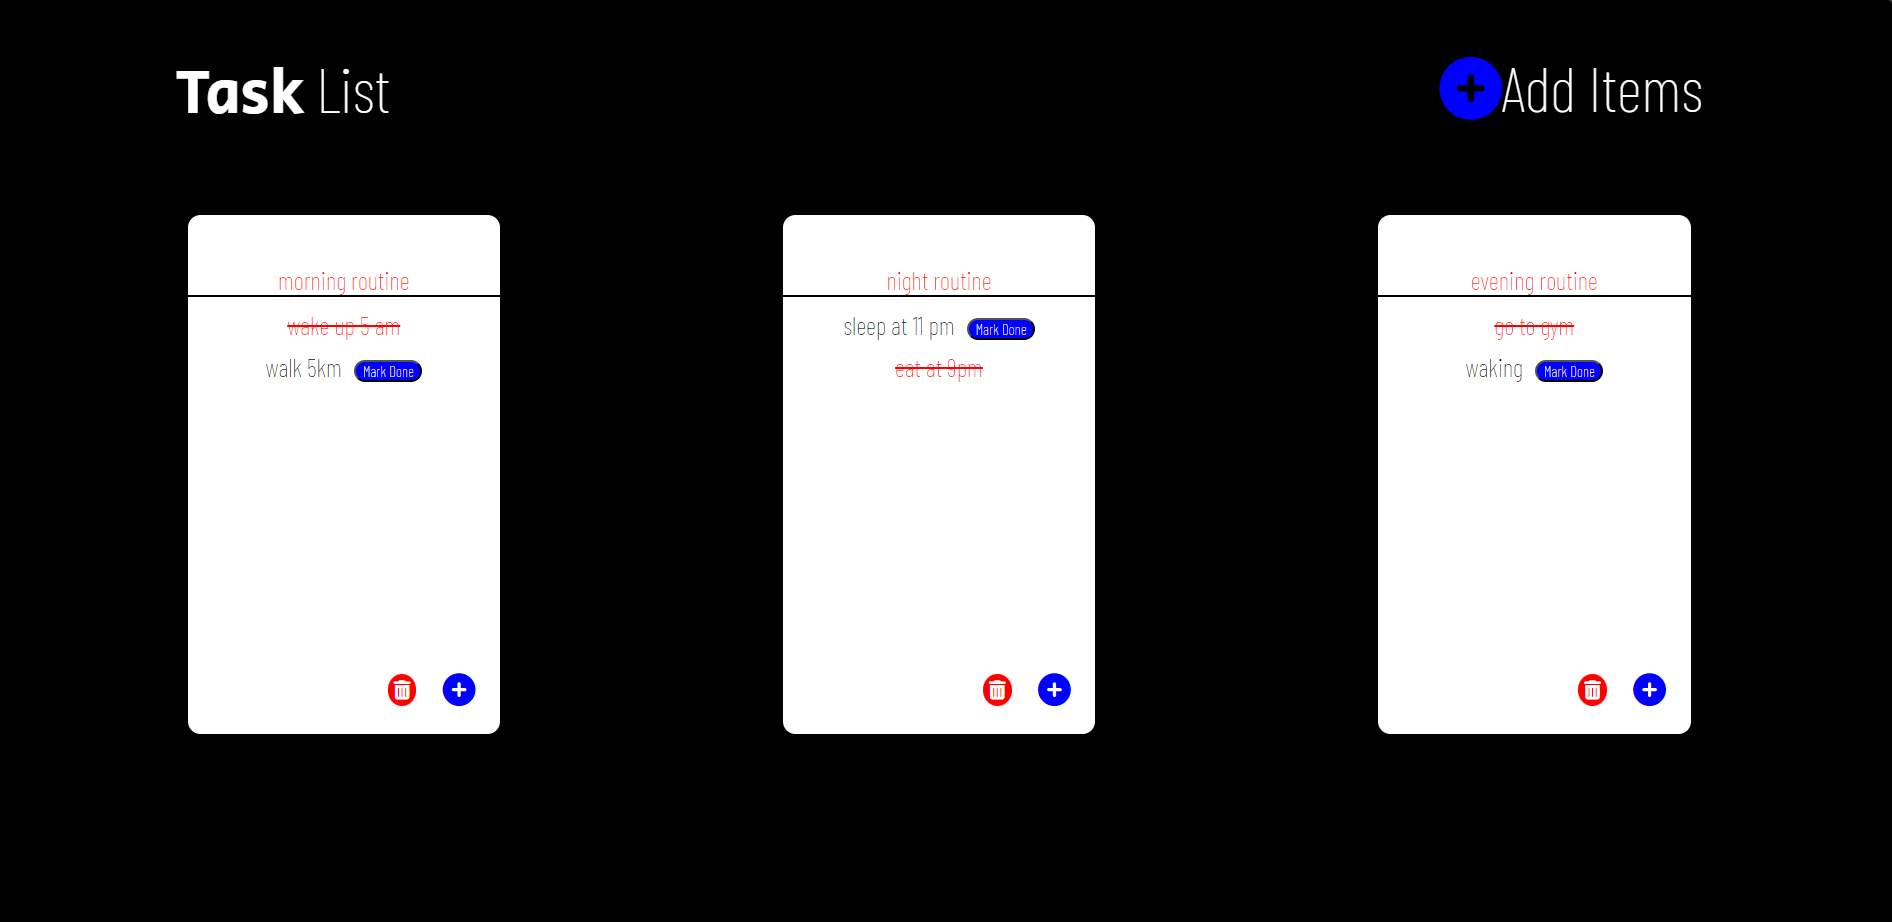 Task List
Add Items
morning routine
wake up 5 am
walk 5km Mark Done
night routine
sleep at 11 pm Mark Done
eat at 9pm
evening routine
go to gym
waking Mark Done